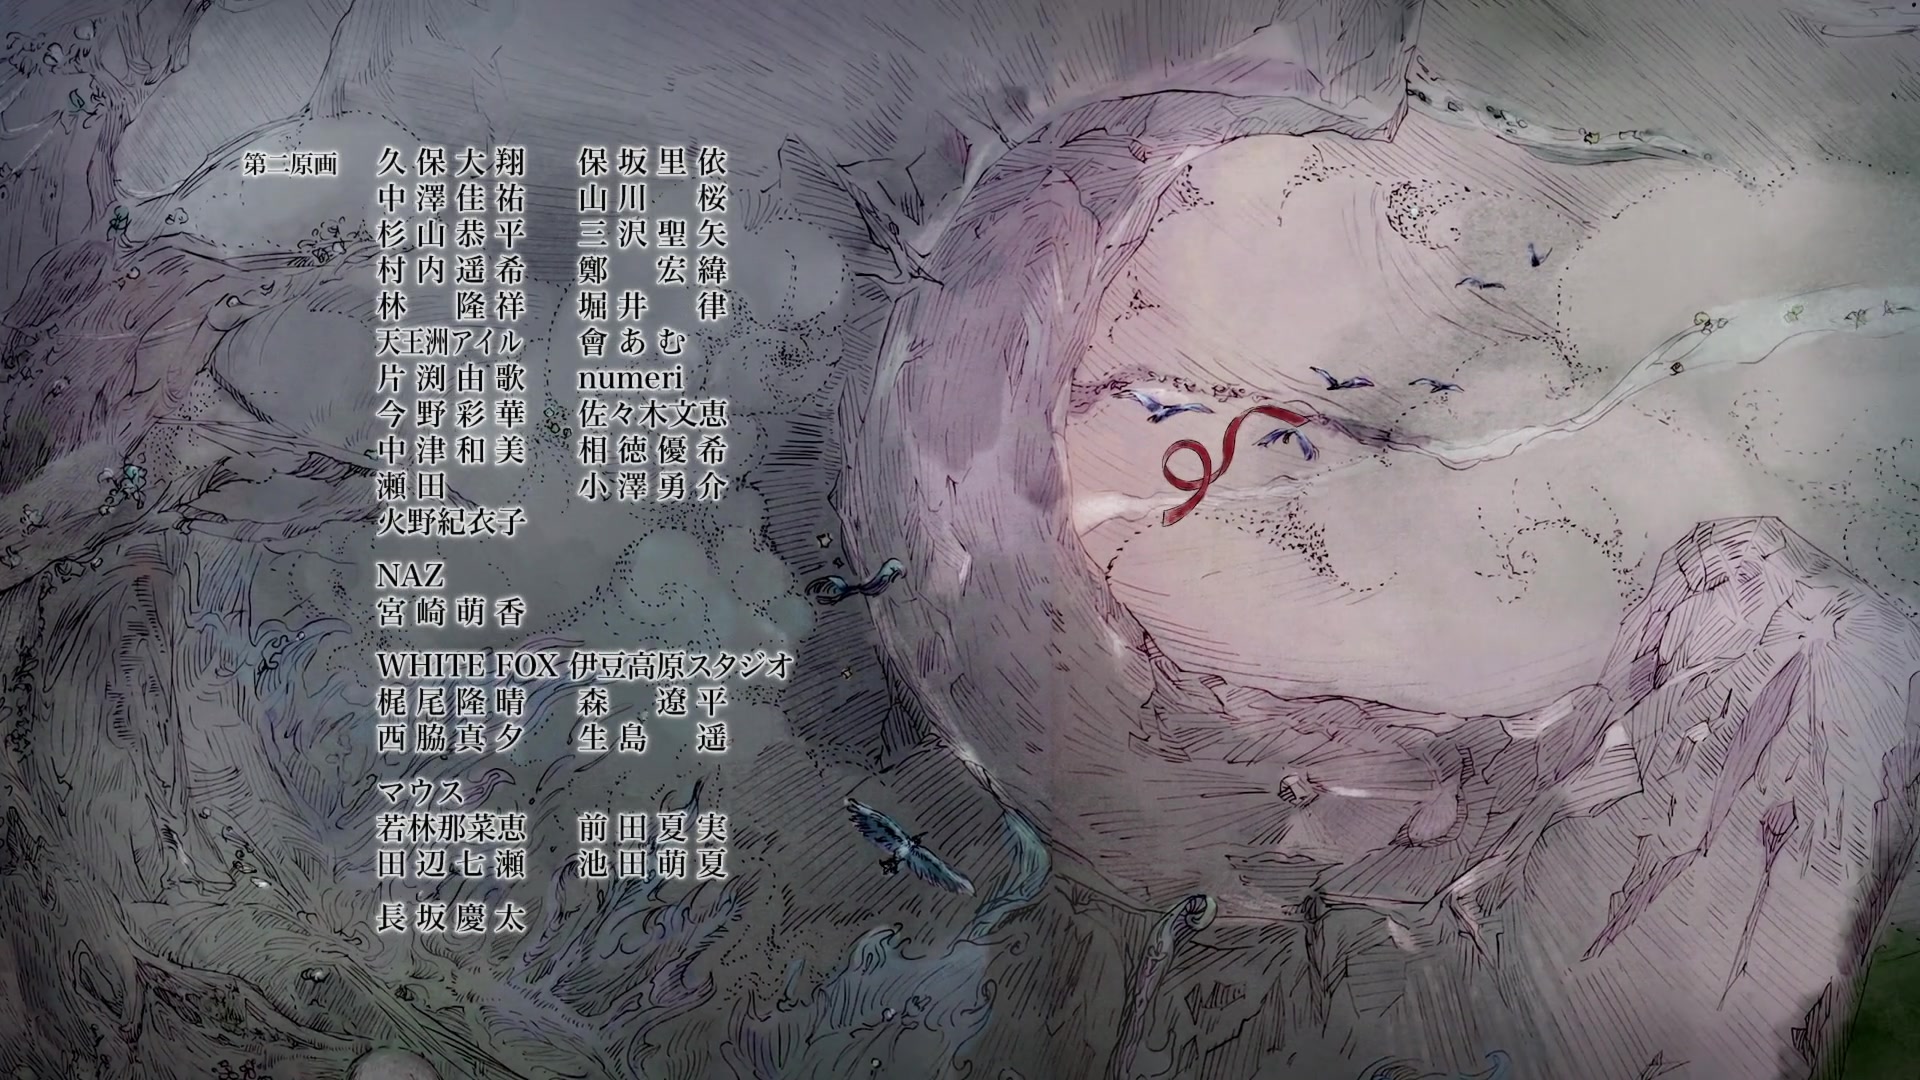 第二原画 久保大翔 保坂里依
中澤佳祐 山川桜
杉山恭平 三沢聖矢
村内遥希 鄭宏緯
林隆祥 堀井律
天王洲アイル 會あむ
片渕由歌 numeri
今野彩華 佐々木文恵
中津和美 相徳優希
瀬田 小澤勇介
火野紀衣子
NAZ
宮崎萌香
WHITE FOX 伊豆高原スタジオ
梶尾隆晴 森遼平
西脇真夕 生島遥
マウス
若林那菜恵 前田夏実
田辺七瀬 池田萌夏
長坂慶太